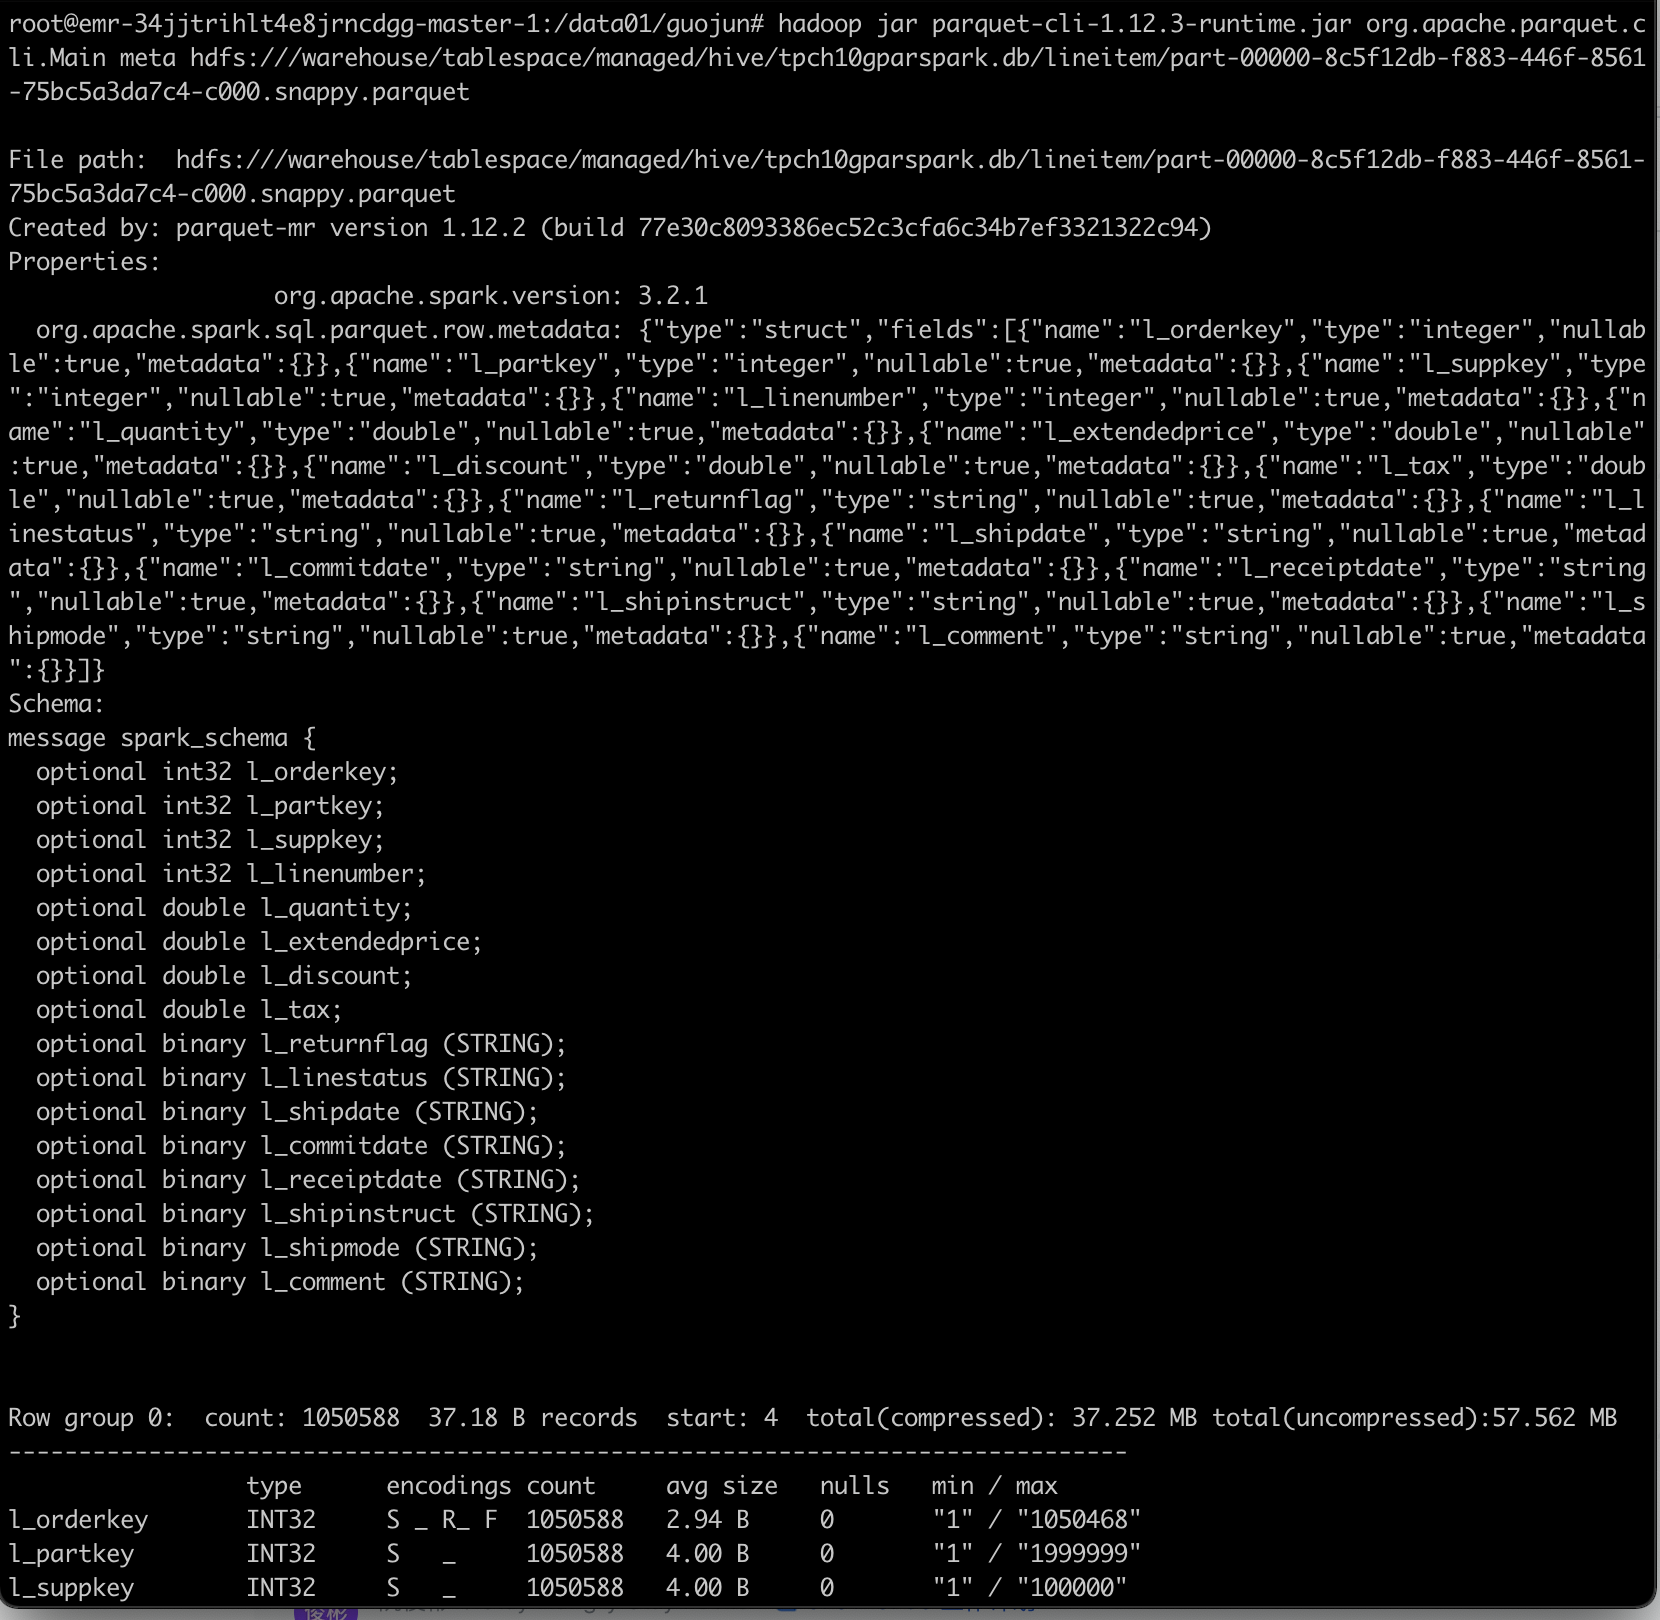 root@emr-34jjtrihlt4e8jrncdgg-master-1:/data01/guojun# hadoop jar parquet-cli-1.12.3-runtime.jar org.apache.parquet.c
li.Main meta hdfs:///warehouse/tablespace/managed/hive/tpch10gparspark.db/lineitem/part-00000-8c5f12db-f883-446f-8561
-75bc5a3da7c4-c000.snappy.parquet
File path:  hdfs:///warehouse/tablespace/managed/hive/tpch10gparspark.db/lineitem/part-00000-8c5f12db-f883-446f-8561-
75bc5a3da7c4-c000.snappy.parquet
Created by: parquet-mr version 1.12.2 (build 77e30c8093386ec52c3cfa6c34b7ef3321322c94)
Properties:
org.apache.spark.version: 3.2.1
org.apache.spark.sql.parquet.row.metadata: {"type":"struct","fields":[{"name":"l_orderkey","type":"integer","nullab
le":true,"metadata":{}},{"name":"l_partkey","type":"integer","nullable":true,"metadata":{}},{"name":"l_suppkey","type
":"integer","nullable":true,"metadata":{}},{"name":"l_linenumber","type":"integer","nullable":true,"metadata":{}},{"n
ame":"l_quantity","type":"double","nullable":true,"metadata":{}},{"name":"l_extendedprice","type":"double","nullable"
:true,"metadata":{}},{"name":"l_discount","type":"double","nullable":true,"metadata":{}},{"name":"l_tax","type":"doub
le","nullable":true,"metadata":{}},{"name":"l_returnflag","type":"string","nullable":true,"metadata":{}},{"name":"l_l
inestatus","type":"string","nullable":true,"metadata":{}},{"name":"l_shipdate","type":"string","nullable":true,"metad
ata":{}},{"name":"l_commitdate","type":"string","nullable":true,"metadata":{}},{"name":"l_receiptdate","type":"string
","nullable":true,"metadata":{}},{"name":"l_shipinstruct","type":"string","nullable":true,"metadata":{}},{"name":"l_s
hipmode","type":"string","nullable":true,"metadata":{}},{"name":"l_comment","type":"string","nullable":true,"metadata
":{}}]}
Schema:
message spark_schema {
  optional int32 l_orderkey;
  optional int32 l_partkey;
  optional int32 l_suppkey;
  optional int32 l_linenumber;
  optional double l_quantity;
  optional double l_extendedprice;
  optional double l_discount;
  optional double l_tax;
  optional binary l_returnflag (STRING);
  optional binary l_linestatus (STRING);
  optional binary l_shipdate (STRING);
  optional binary l_commitdate (STRING);
  optional binary l_receiptdate (STRING);
  optional binary l_shipinstruct (STRING);
  optional binary l_shipmode (STRING);
  optional binary l_comment (STRING);
}
Row group 0:  count: 1050588  37.18 B records  start: 4  total(compressed): 37.252 MB total(uncompressed):57.562 MB
--------------------------------------------------------------------------------
type      encodings count     avg size   nulls   min / max
l_orderkey       INT32     S _ R_ F  1050588   2.94 B     0       "1" / "1050468"
l_partkey        INT32     S   _     1050588   4.00 B     0       "1" / "1999999"
l_suppkey        INT32     S   _     1050588   4.00 B     0       "1" / "100000"